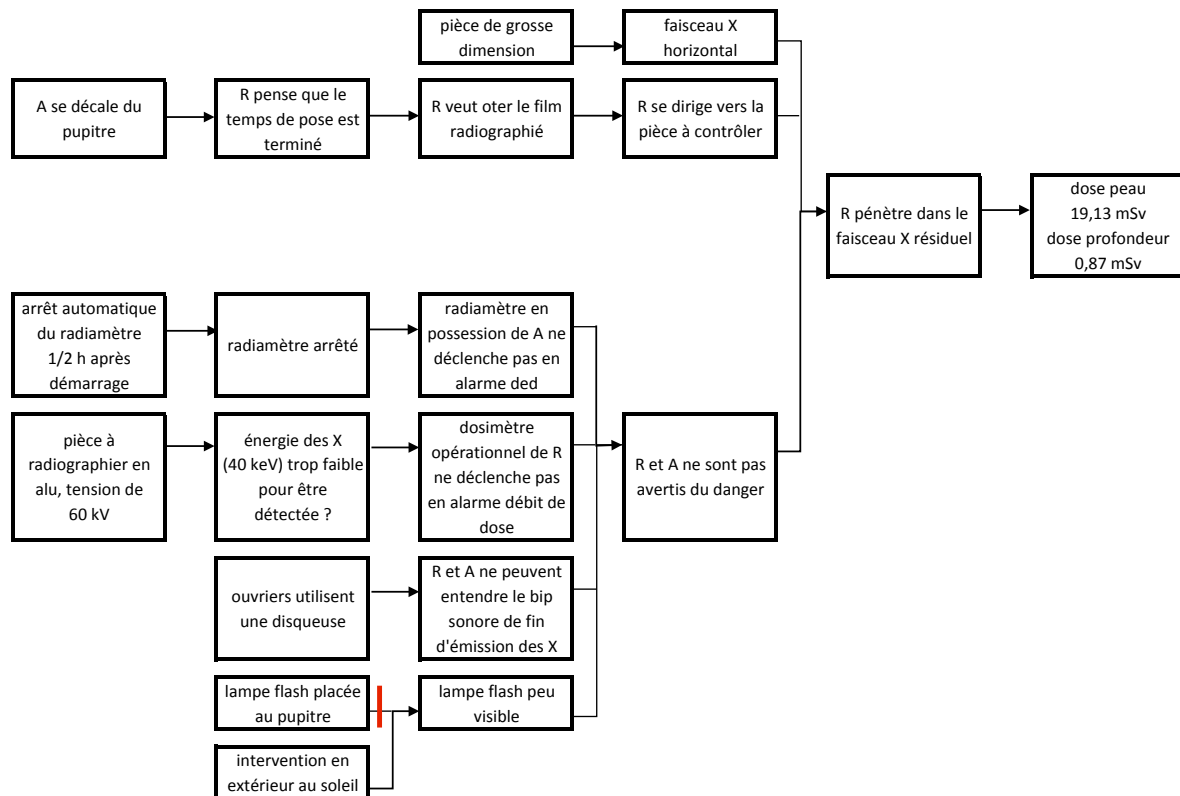 pièce de grosse
dimension
faisceau X
horizontal
A se décale du
pupitre
R pense que le
temps de pose est
terminé
R veut oter le film
radiographié
R se dirige vers la
pièce à contrôler
R pénètre dans le
faisceau X résiduel
dose peau
19,13 mSv
dose profondeur
0,87 mSv
arrêt automatique
du radiamètre
1/2 h après
démarrage
radiamètre arrêté
radiamètre en
possession de A ne
déclenche pas en
alarme ded
pièce à
radiographier en
alu, tension de
60 kV
énergie des X
(40 keV) trop faible
pour être
détectée ?
dosimètre
opérationnel de R
ne déclenche pas
en alarme débit de
dose
R et A ne sont pas
avertis du danger
ouvriers utilisent
une disqueuse
R et A ne peuvent
entendre le bip
sonore de fin
d'émission des X
lampe flash placée
au pupitre
lampe flash peu
visible
intervention en
extérieur au soleil